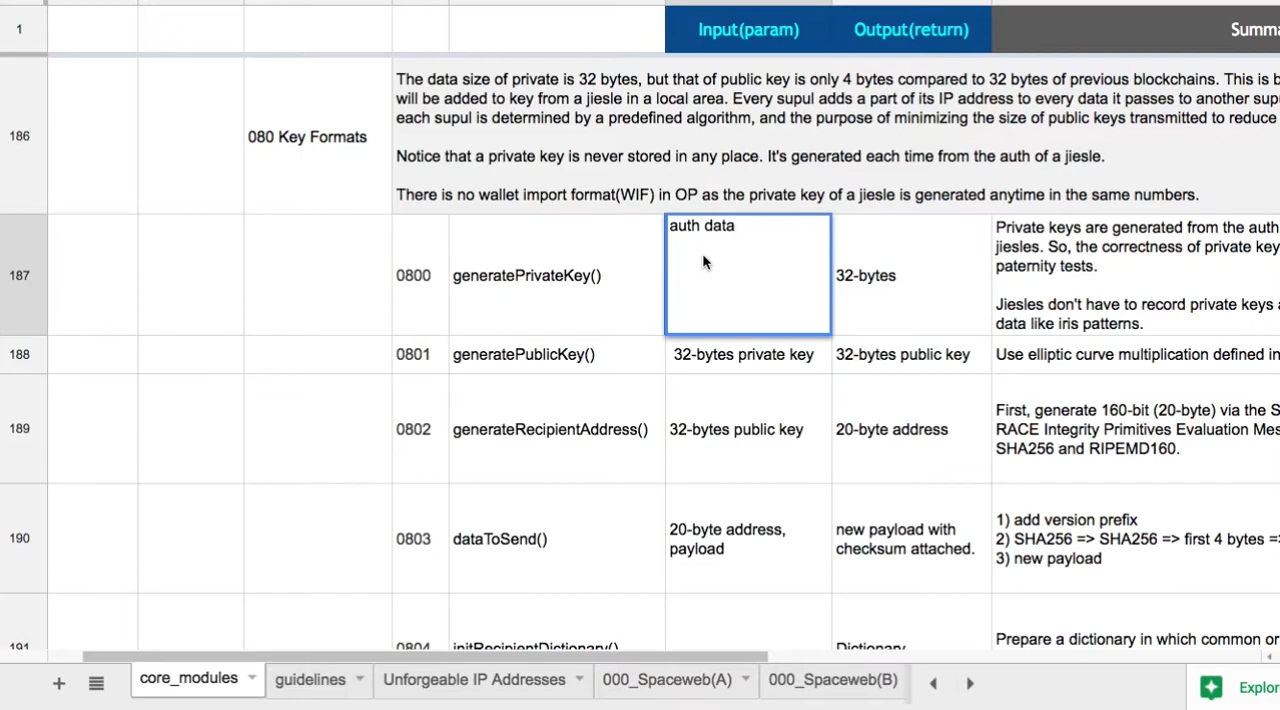 1
Input(param)
Output(return)
Summa
186
080 Key Formats
The data size of private is 32 bytes, but that of public key is only 4 bytes compared to 32 bytes of previous blockchains. This is b
will be added to key from a jiesle in a local area. Every supul adds a part of its IP address to every data it passes to another sup
each supul is determined by a predefined algorithm, and the purpose of minimizing the size of public keys transmitted to reduce
Notice that a private key is never stored in any place. It's generated each time from the auth of a jiesle.
There is no wallet import format(WIF) in OP as the private key of a jiesle is generated anytime in the same numbers.
187
0800
generatePrivateKey()
auth data
32-bytes
Private keys are generated from the auth
jiesles. So, the correctness of private key
paternity tests.
Jiesles don't have to record private keys a
data like iris patterns.
188
0801
generatePublicKey()
32-bytes private key
32-bytes public key
Use elliptic curve multiplication defined in
189
0802
generateRecipientAddress()
32-bytes public key
20-byte address
First, generate 160-bit (20-byte) via the S
RACE Integrity Primitives Evaluation Mes
SHA256 and RIPEMD160.
190
0803
dataToSend()
20-byte address,
payload
new payload with
checksum attached.
1) add version prefix
2) SHA256 => SHA256 => first 4 bytes =>
3) new payload
191
0804
initRecipientDictionary()
Dictionary
Prepare a dictionary in which common or
core_modules
guidelines
Unforgeable IP Addresses
000_Spaceweb(A)
000_Spaceweb(B)
Explor